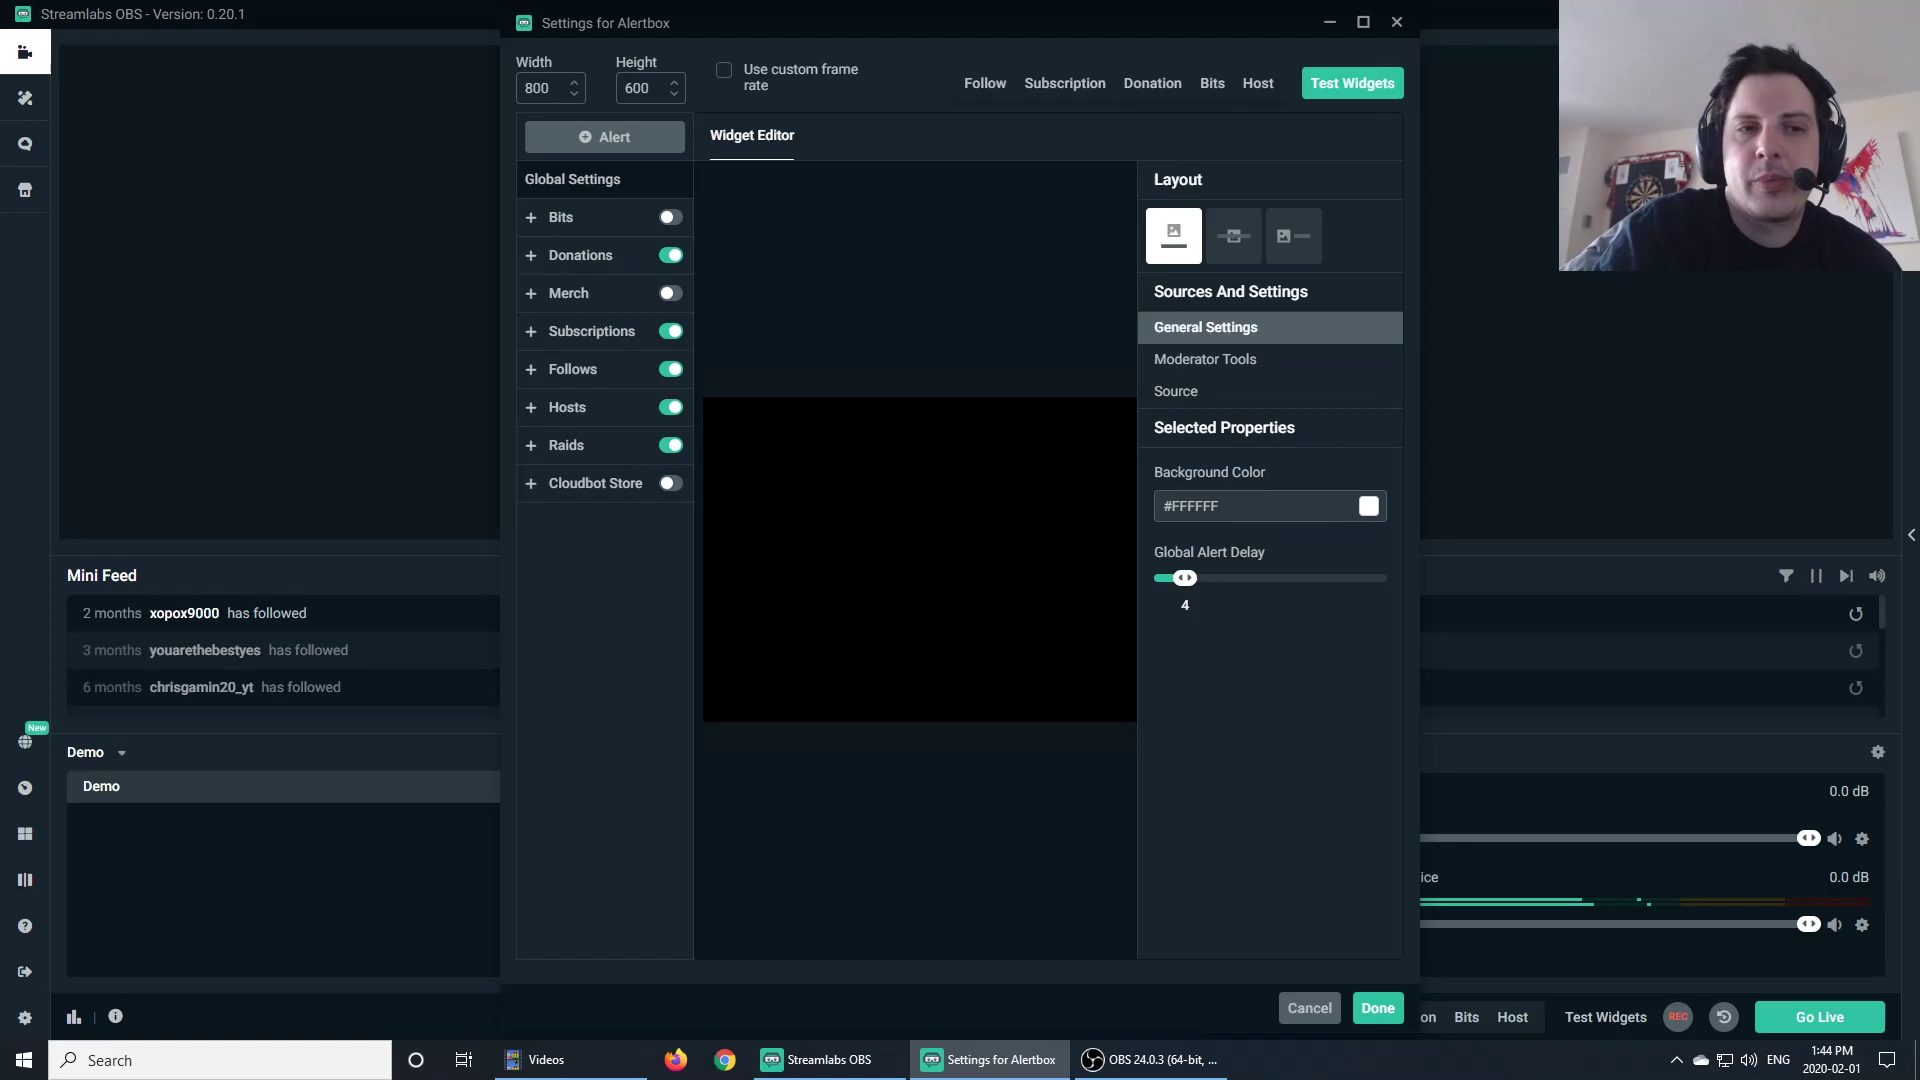 Streamlabs OBS - Version: 0.20.1
Settings for Alertbox
Width
Height
800
600
Use custom frame
rate
Follow
Subscription
Donation
Bits
Host
Test Widgets
Alert
Widget Editor
Global Settings
Bits
Donations
Merch
Subscriptions
Follows
Hosts
Raids
Cloudbot Store
Layout
Sources And Settings
General Settings
Moderator Tools
Source
Selected Properties
Background Color
#FFFFFF
Global Alert Delay
4
Mini Feed
2 months xopox9000 has followed
3 months youarethebestyes has followed
6 months chrisgamin20_yt has followed
New
Demo
Demo
0.0 dB
ice
0.0 dB
Cancel
Done
on
Bits
Host
Test Widgets
REC
Go Live
Search
Videos
Streamlabs OBS
Settings for Alertbox
OBS 24.0.3 (64-bit, ...
ENG
1:44 PM
2020-02-01